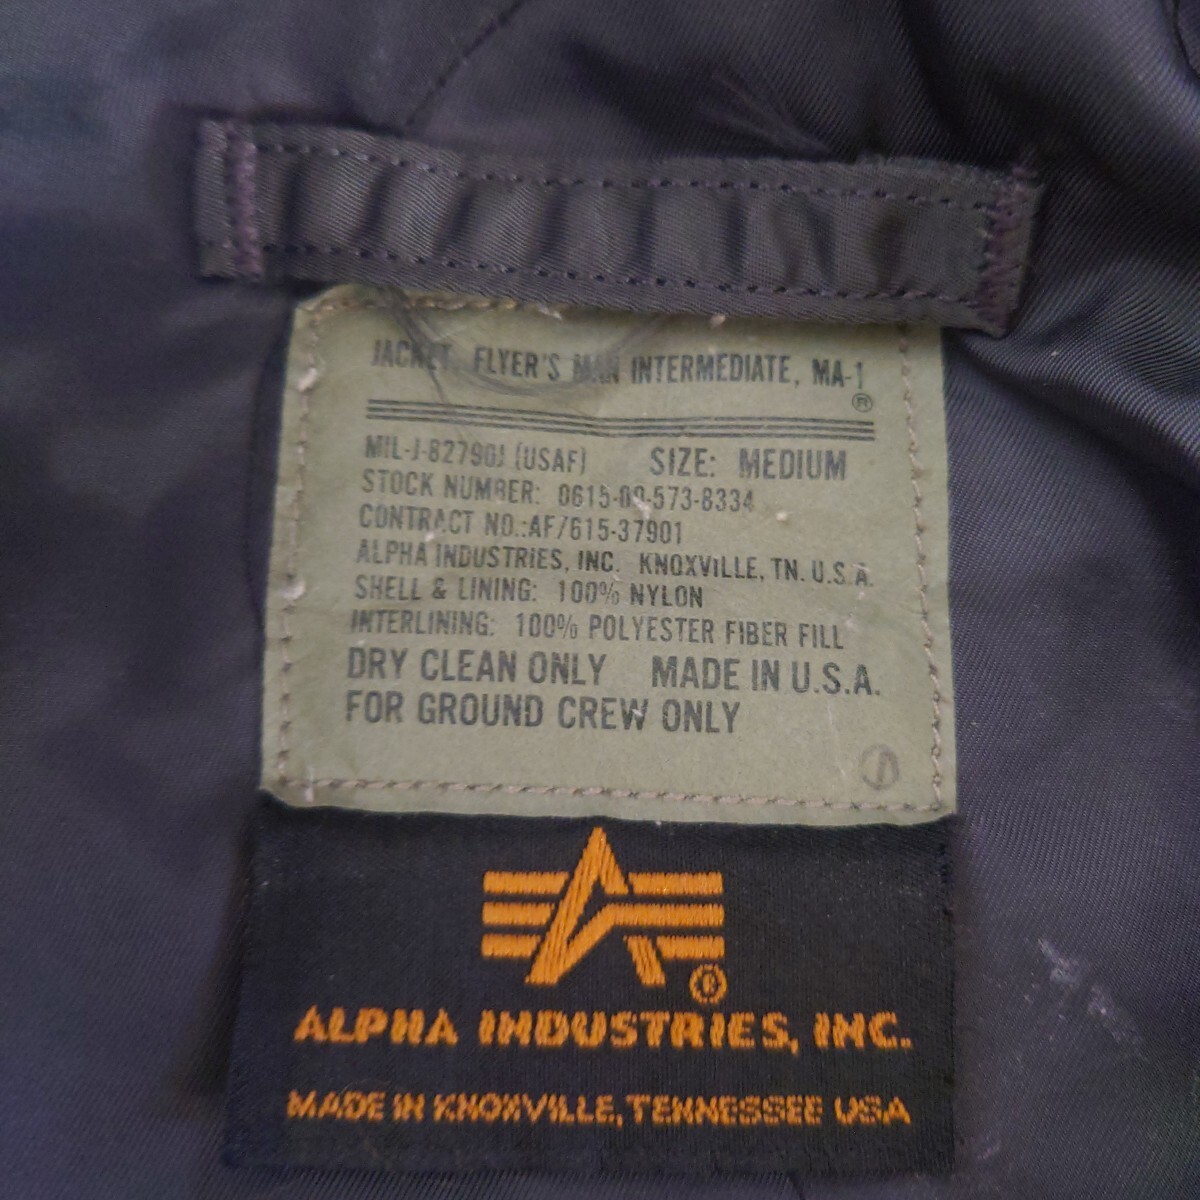 JACKET, FLYER'S MAN INTERMEDIATE, MA-1
®
MIL-J-82790J (USAF) SIZE: MEDIUM
STOCK NUMBER: 0615-00-573-8334
CONTRACT NO.:AF/615-37901
ALPHA INDUSTRIES, INC. KNOXVILLE, TN. U.S.A.
SHELL & LINING: 100% NYLON
INTERLINING: 100% POLYESTER FIBER FILL
DRY CLEAN ONLY MADE IN U.S.A.
FOR GROUND CREW ONLY
®
ALPHA INDUSTRIES, INC.
MADE IN KNOXVILLE, TENNESSEE USA